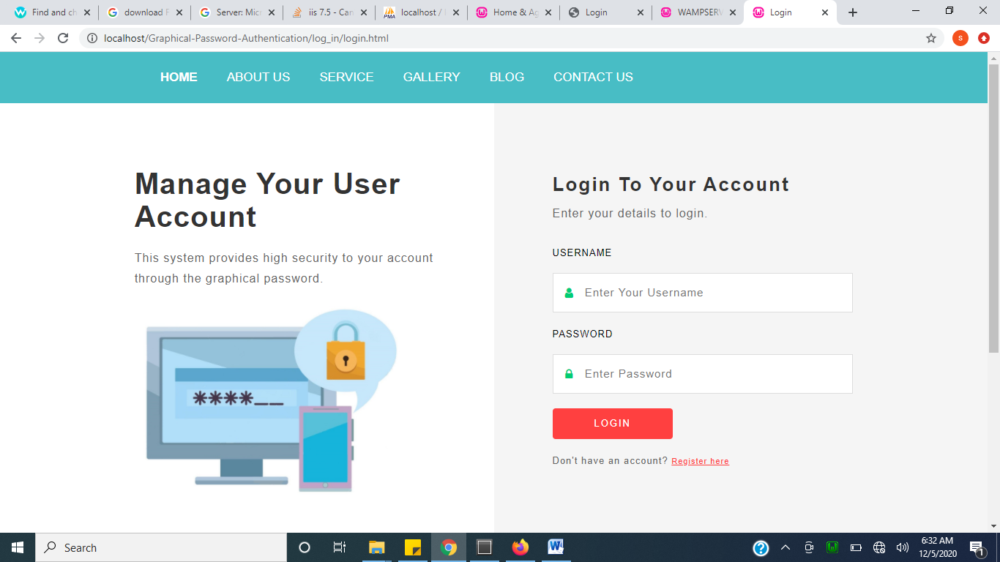 Find and ch
download F
Server: Micr
iis 7.5 - Can
localhost / l
Home & Ag
Login
WAMPSERV
Login
localhost/Graphical-Password-Authentication/log_in/login.html
s
HOME ABOUT US SERVICE GALLERY BLOG CONTACT US
Manage Your User
Account
This system provides high security to your account
through the graphical password.
****__
Login To Your Account
Enter your details to login.
USERNAME
Enter Your Username
PASSWORD
Enter Password
LOGIN
Don't have an account? Register here
Search
6:32 AM
12/5/2020
1